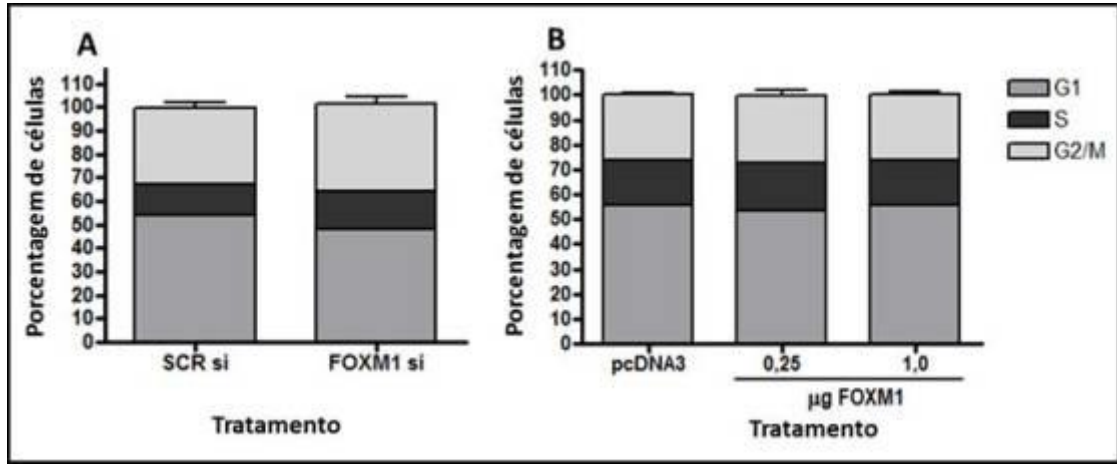 A
Porcentagem de células
110
100
90
80
70
60
50
40
30
20
10
0
SCR si FOXM1 si
Tratamento
B
Porcentagem de células
110
100
90
80
70
60
50
40
30
20
10
0
pcDNA3 0,25 1,0
µg FOXM1
Tratamento
G1
S
G2/M